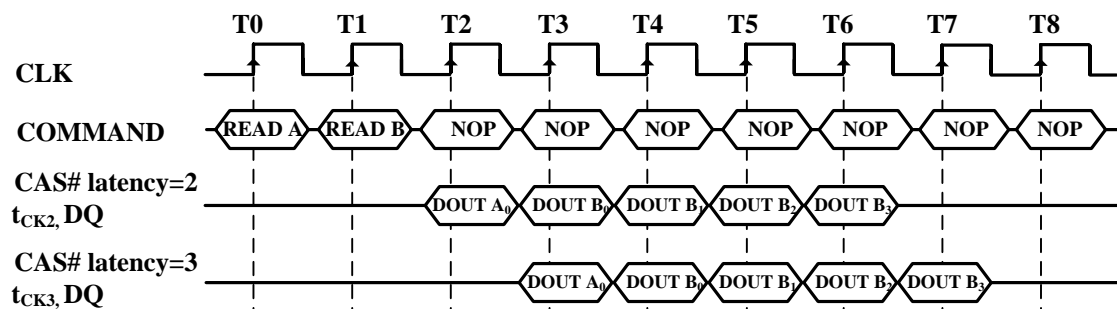 T0 T1 T2 T3 T4 T5 T6 T7 T8
CLK
COMMAND READ A READ B NOP NOP NOP NOP NOP NOP NOP
CAS# latency=2
tCK2, DQ DOUT A0 DOUT B0 DOUT B1 DOUT B2 DOUT B3
CAS# latency=3
tCK3, DQ DOUT A0 DOUT B0 DOUT B1 DOUT B2 DOUT B3